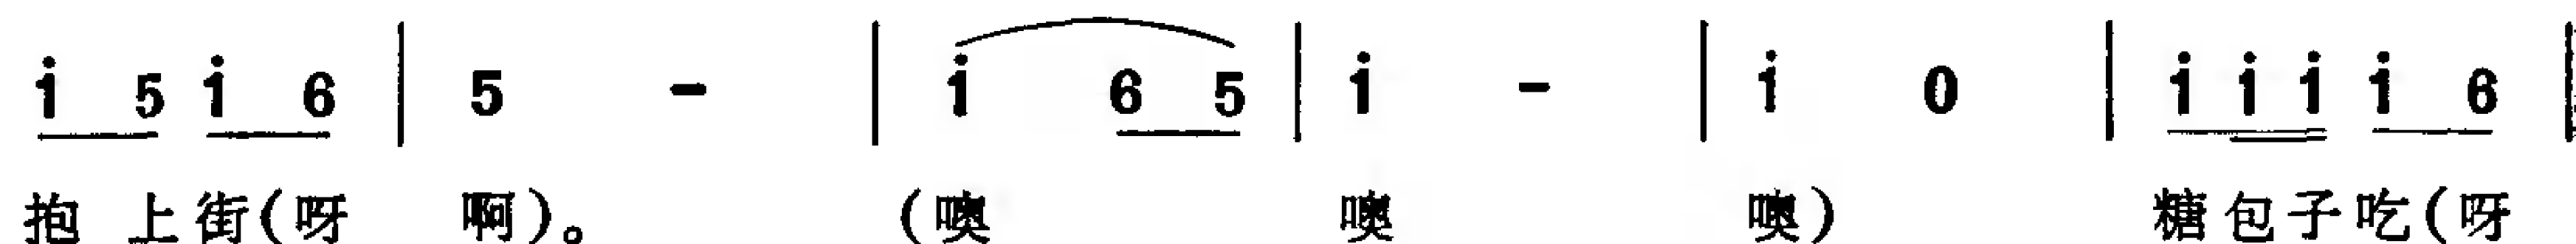 i 5 i 6 | 5 - | i 6 5 | i - | i 0 | i i i i 6 |
抱 上街(呀 啊)。 (噢 噢 噢) 糖包子吃(呀